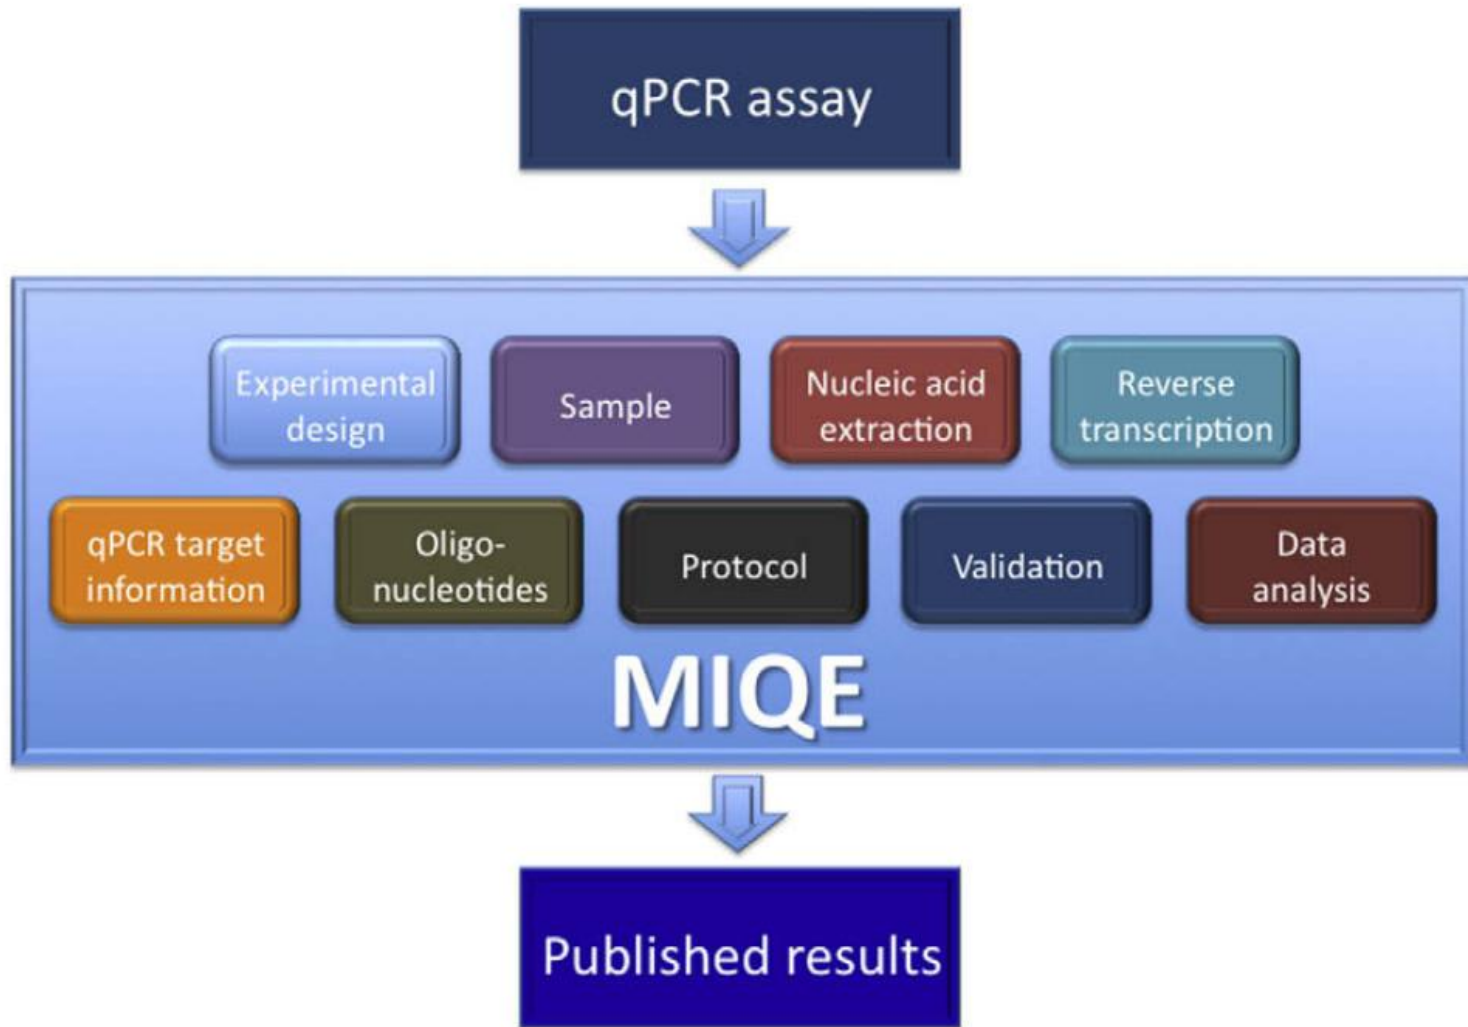 qPCR assay
Experimental
design
Sample
Nucleic acid
extraction
Reverse
transcription
qPCR target
information
Oligo-
nucleotides
Protocol
Validation
Data
analysis
MIQE
Published results